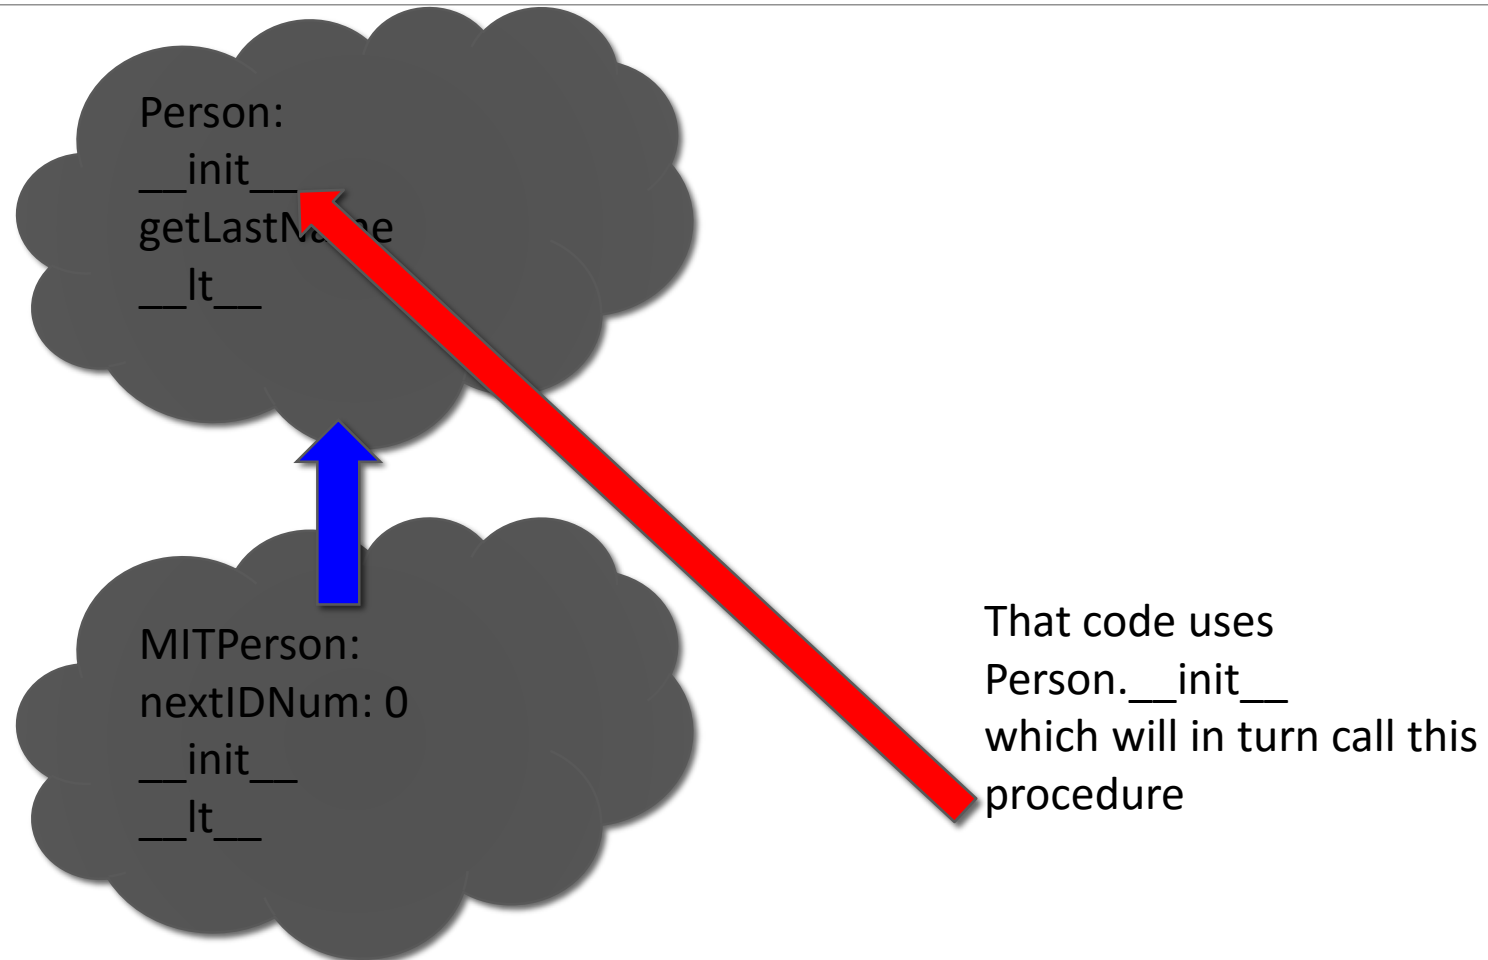 Person:
__init__
getLastName
__lt__
MITPerson:
nextIDNum: 0
__init__
__lt__
That code uses
Person.__init__
which will in turn call this
procedure